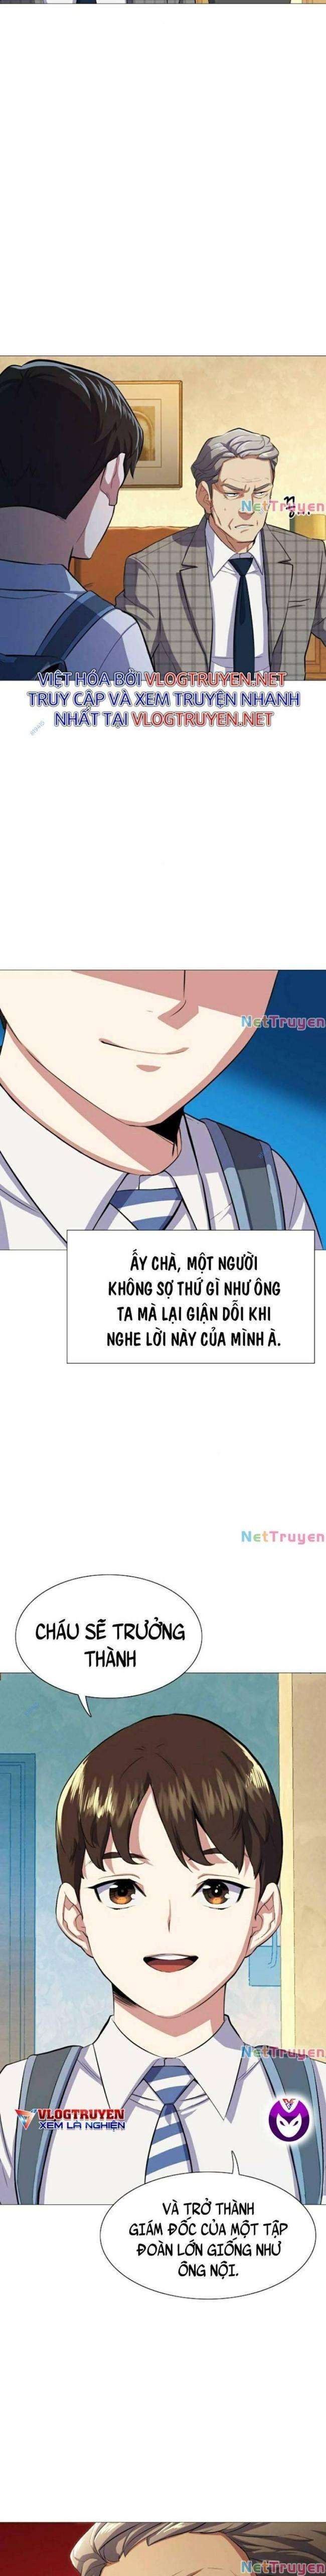 Ừ...
NetTruyen
VIỆT HÓA BỞI VLOGTRUYEN.NET
TRUY CẬP VÀ XEM TRUYỆN NHANH
NHẤT TẠI VLOGTRUYEN.NET
NetTruyen
ẤY CHÀ, MỘT NGƯỜI
KHÔNG SỢ THỨ GÌ NHƯ ÔNG
TA MÀ LẠI GIẬN DỖI KHI
NGHE LỜI NÀY CỦA MÌNH À.
NetTruyen
CHÁU SẼ TRƯỞNG
THÀNH
NetTruyen
VLOGTRUYEN
XEM LÀ NGHIỆN
VÀ TRỞ THÀNH
GIÁM ĐỐC CỦA MỘT TẬP
ĐOÀN LỚN GIỐNG NHƯ
ÔNG NỘI.
NetTruyen